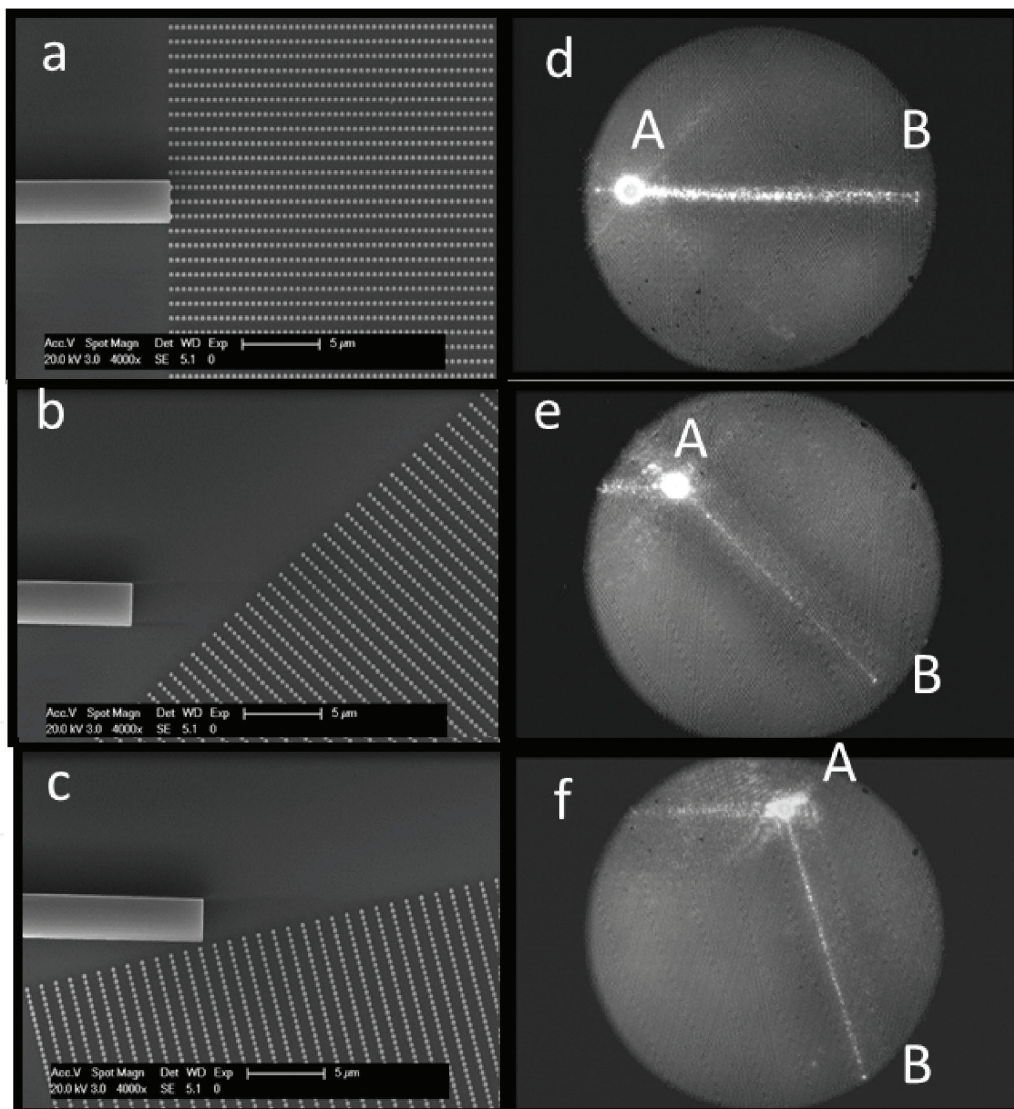 a
Acc.V Spot Magn Det WD Exp 5 µm
20.0 kV 3.0 4000x SE 5.1 0
d
A
B
b
Acc.V Spot Magn Det WD Exp 5 µm
20.0 kV 3.0 4000x SE 5.1 0
e
A
B
c
Acc.V Spot Magn Det WD Exp 5 µm
20.0 kV 3.0 4000x SE 5.1 0
f
A
B